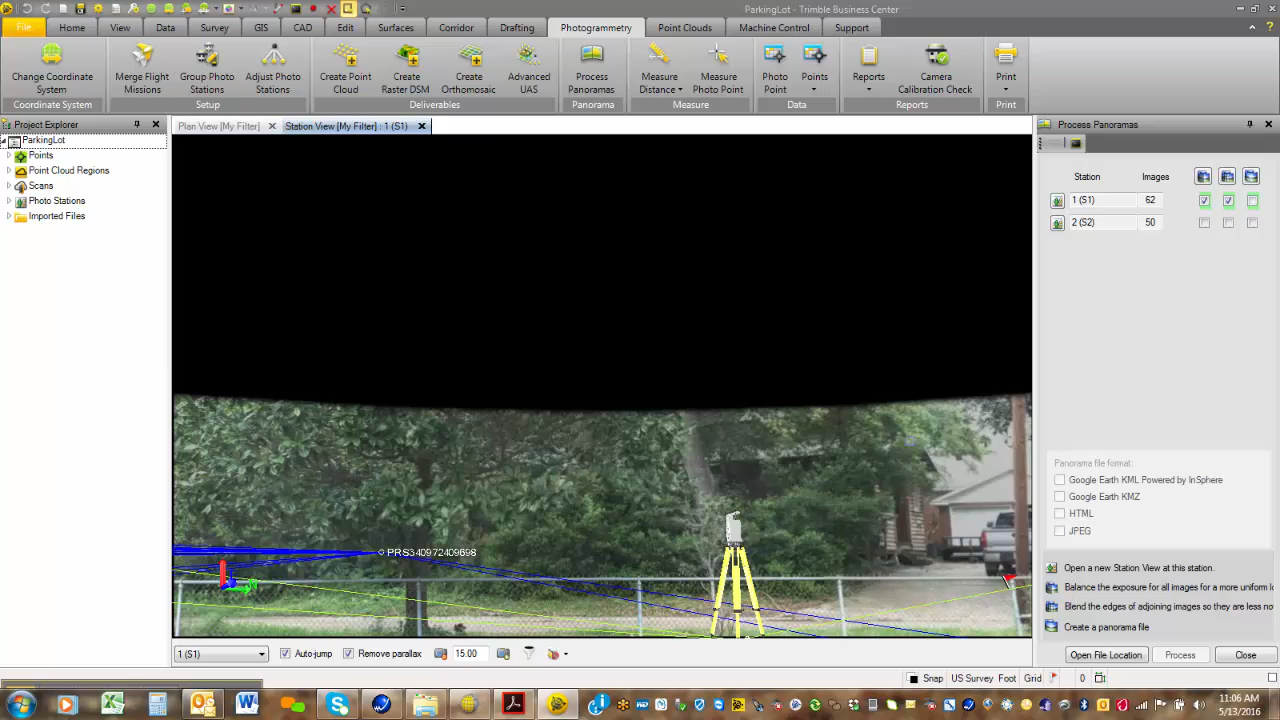 ParkingLot - Trimble Business Center
File Home View Data Survey GIS CAD Edit Surfaces Corridor Drafting Photogrammetry Point Clouds Machine Control Support
Change Coordinate System
Merge Flight Missions
Group Photo Stations
Adjust Photo Stations
Create Point Cloud
Create Raster DSM
Create Orthomosaic
Advanced UAS
Process Panoramas
Measure Distance
Measure Photo Point
Photo Point
Points
Reports
Camera Calibration Check
Print
Coordinate System Setup Deliverables Panorama Measure Data Reports Print
Project Explorer
ParkingLot
Points
Point Cloud Regions
Scans
Photo Stations
Imported Files
Plan View [My Filter] Station View [My Filter] : 1 (S1)
PRS340972409698
1 (S1) Auto-jump Remove parallax 15.00
Process Panoramas
Station Images
1 (S1) 62
2 (S2) 50
Panorama file format:
Google Earth KML Powered by InSphere
Google Earth KMZ
HTML
JPEG
Open a new Station View at this station.
Balance the exposure for all images for a more uniform lo
Blend the edges of adjoining images so they are less no
Create a panorama file
Open File Location Process Close
Snap US Survey Foot Grid 0
11:06 AM
5/13/2016